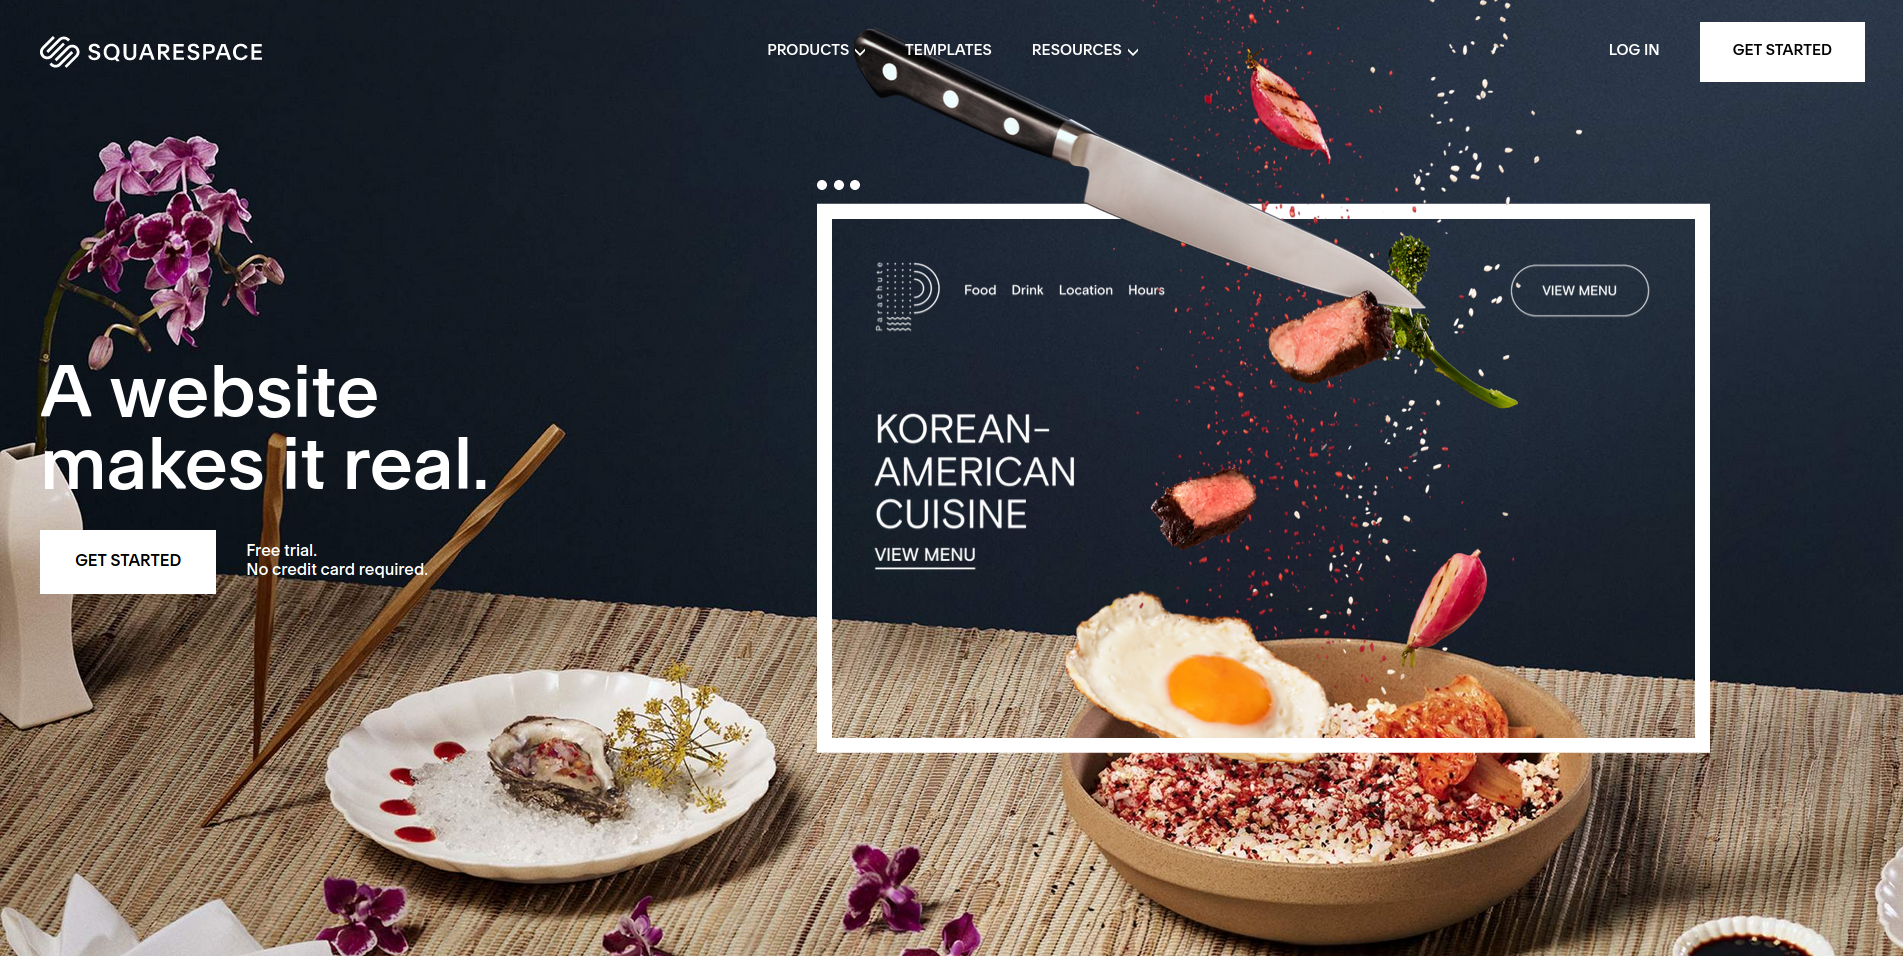 SQUARESPACE
PRODUCTS
TEMPLATES
RESOURCES
LOG IN
GET STARTED
A website
makes it real.
GET STARTED
Free trial.
No credit card required.
Parachute
Food Drink Location Hours
VIEW MENU
KOREAN-
AMERICAN
CUISINE
VIEW MENU